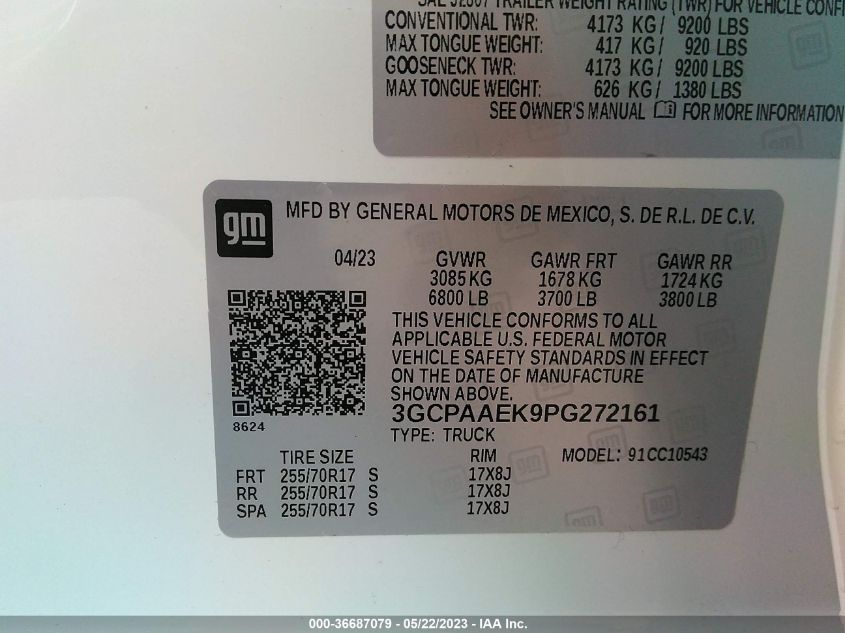 SAE J2807 TRAILER WEIGHT RATING (TWR) FOR VEHICLE
CONVENTIONAL TWR: 4173 KG/ 9200 LBS
MAX TONGUE WEIGHT: 417 KG/ 920 LBS
GOOSENECK TWR: 4173 KG/ 9200 LBS
MAX TONGUE WEIGHT: 626 KG/ 1380 LBS
SEE OWNER'S MANUAL FOR MORE INFORMATION
gm
MFD BY GENERAL MOTORS DE MEXICO, S. DE R.L. DE C.V.
04/23 GVWR GAWR FRT GAWR RR
3085 KG 1678 KG 1724 KG
6800 LB 3700 LB 3800 LB
THIS VEHICLE CONFORMS TO ALL
APPLICABLE U.S. FEDERAL MOTOR
VEHICLE SAFETY STANDARDS IN EFFECT
ON THE DATE OF MANUFACTURE
SHOWN ABOVE.
3GCPAAEK9PG272161
8624
TYPE: TRUCK
TIRE SIZE RIM MODEL: 91CC10543
FRT 255/70R17 S 17X8J
RR 255/70R17 S 17X8J
SPA 255/70R17 S 17X8J
000-36687079 - 05/22/2023 - IAA Inc.